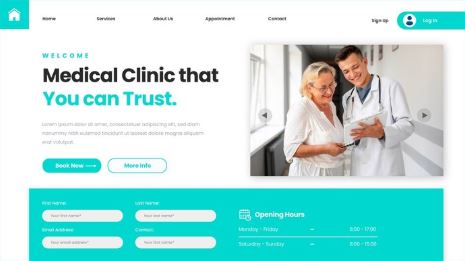 Home Services About Us Appointment Contact Sign up Log In
WELCOME
Medical Clinic that
You can Trust.
Lorem ipsum dolor sit amet, consectetuer adipiscing elit, sed diam
nonummy nibh euismod tincidunt ut laoreet dolore magna aliquam
erat volutpat.
Book Now More Info
First Name: Last Name:
Your first name* Your last name*
Email Address: Contact:
Your email address* Your contact*
Opening Hours
Monday - Friday – 8:00 - 17:00
Saturday - Sunday – 9:00 - 15:00